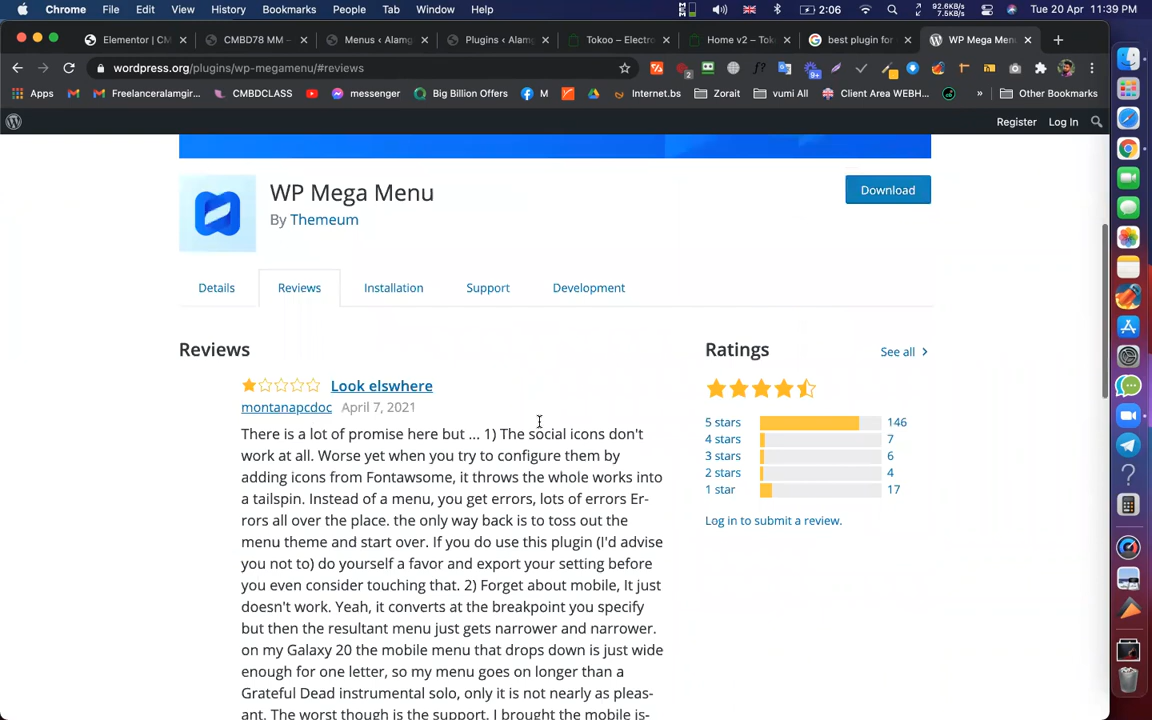 Chrome File Edit View History Bookmarks People Tab Window Help 2:06 92.6KB/s 7.5KB/s Tue 20 Apr 11:39 PM
Elementor | CM CMBD78 MM – Menus ‹ Alamg Plugins ‹ Alamg Tokoo – Electro Home v2 – Tok best plugin for WP Mega Menu
wordpress.org/plugins/wp-megamenu/#reviews
Apps Freelanceralamgir... CMBDCLASS messenger Big Billion Offers M Internet.bs Zorait vumi All Client Area WEBH... » Other Bookmarks
Register Log In
WP Mega Menu
Download
By Themeum
Details Reviews Installation Support Development
Reviews
Ratings
See all
Look elswhere
montanapcdoc April 7, 2021
There is a lot of promise here but ... 1) The social icons don't
work at all. Worse yet when you try to configure them by
adding icons from Fontawsome, it throws the whole works into
a tailspin. Instead of a menu, you get errors, lots of errors Er-
rors all over the place. the only way back is to toss out the
menu theme and start over. If you do use this plugin (I'd advise
you not to) do yourself a favor and export your setting before
you even consider touching that. 2) Forget about mobile, It just
doesn't work. Yeah, it converts at the breakpoint you specify
but then the resultant menu just gets narrower and narrower.
on my Galaxy 20 the mobile menu that drops down is just wide
enough for one letter, so my menu goes on longer than a
Grateful Dead instrumental solo, only it is not nearly as pleas-
ant. The worst though is the support. I brought the mobile is-
5 stars 146
4 stars 7
3 stars 6
2 stars 4
1 star 17
Log in to submit a review.